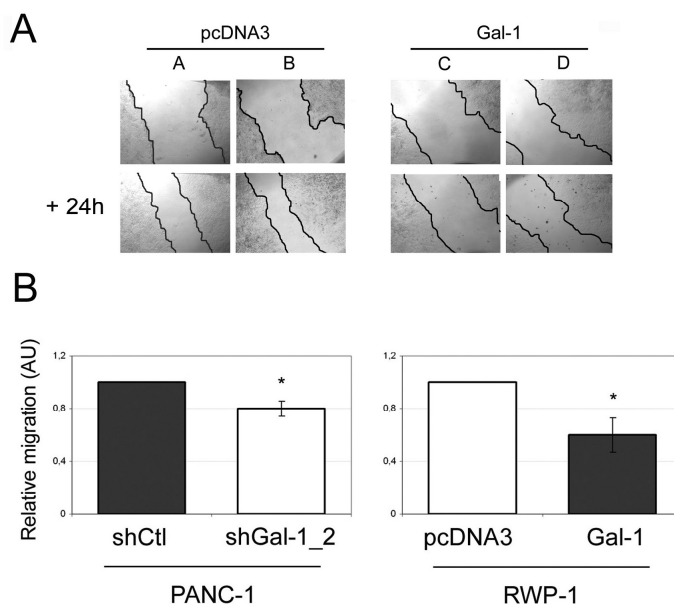 A
pcDNA3
Gal-1
A
B
C
D
+ 24h
B
Relative migration (AU)
1,2
0.8
0,4
0
*
shCtl
shGal-1_2
PANC-1
1,2
0.8
0,4
0
*
pcDNA3
Gal-1
RWP-1